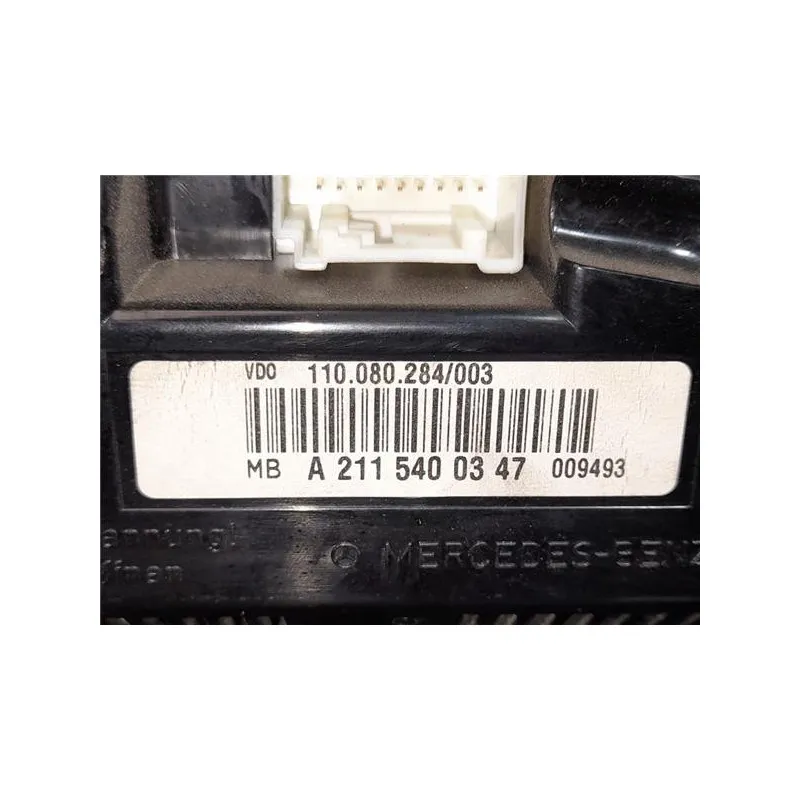 VDO 110.080.284/003
MB A 211 540 03 47 009493
MERCEDES-BENZ